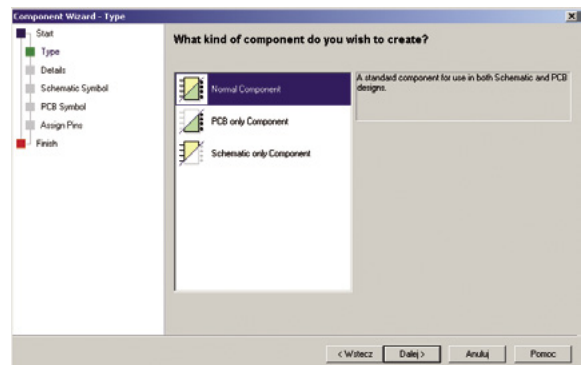 Component Wizard - Type
Start
Type
Details
Schematic Symbol
PCB Symbol
Assign Pins
Finish
What kind of component do you wish to create?
Normal Component
PCB only Component
Schematic only Component
A standard component for use in both Schematic and PCB
designs.
< Wstecz
Dalej >
Anuluj
Pomoc